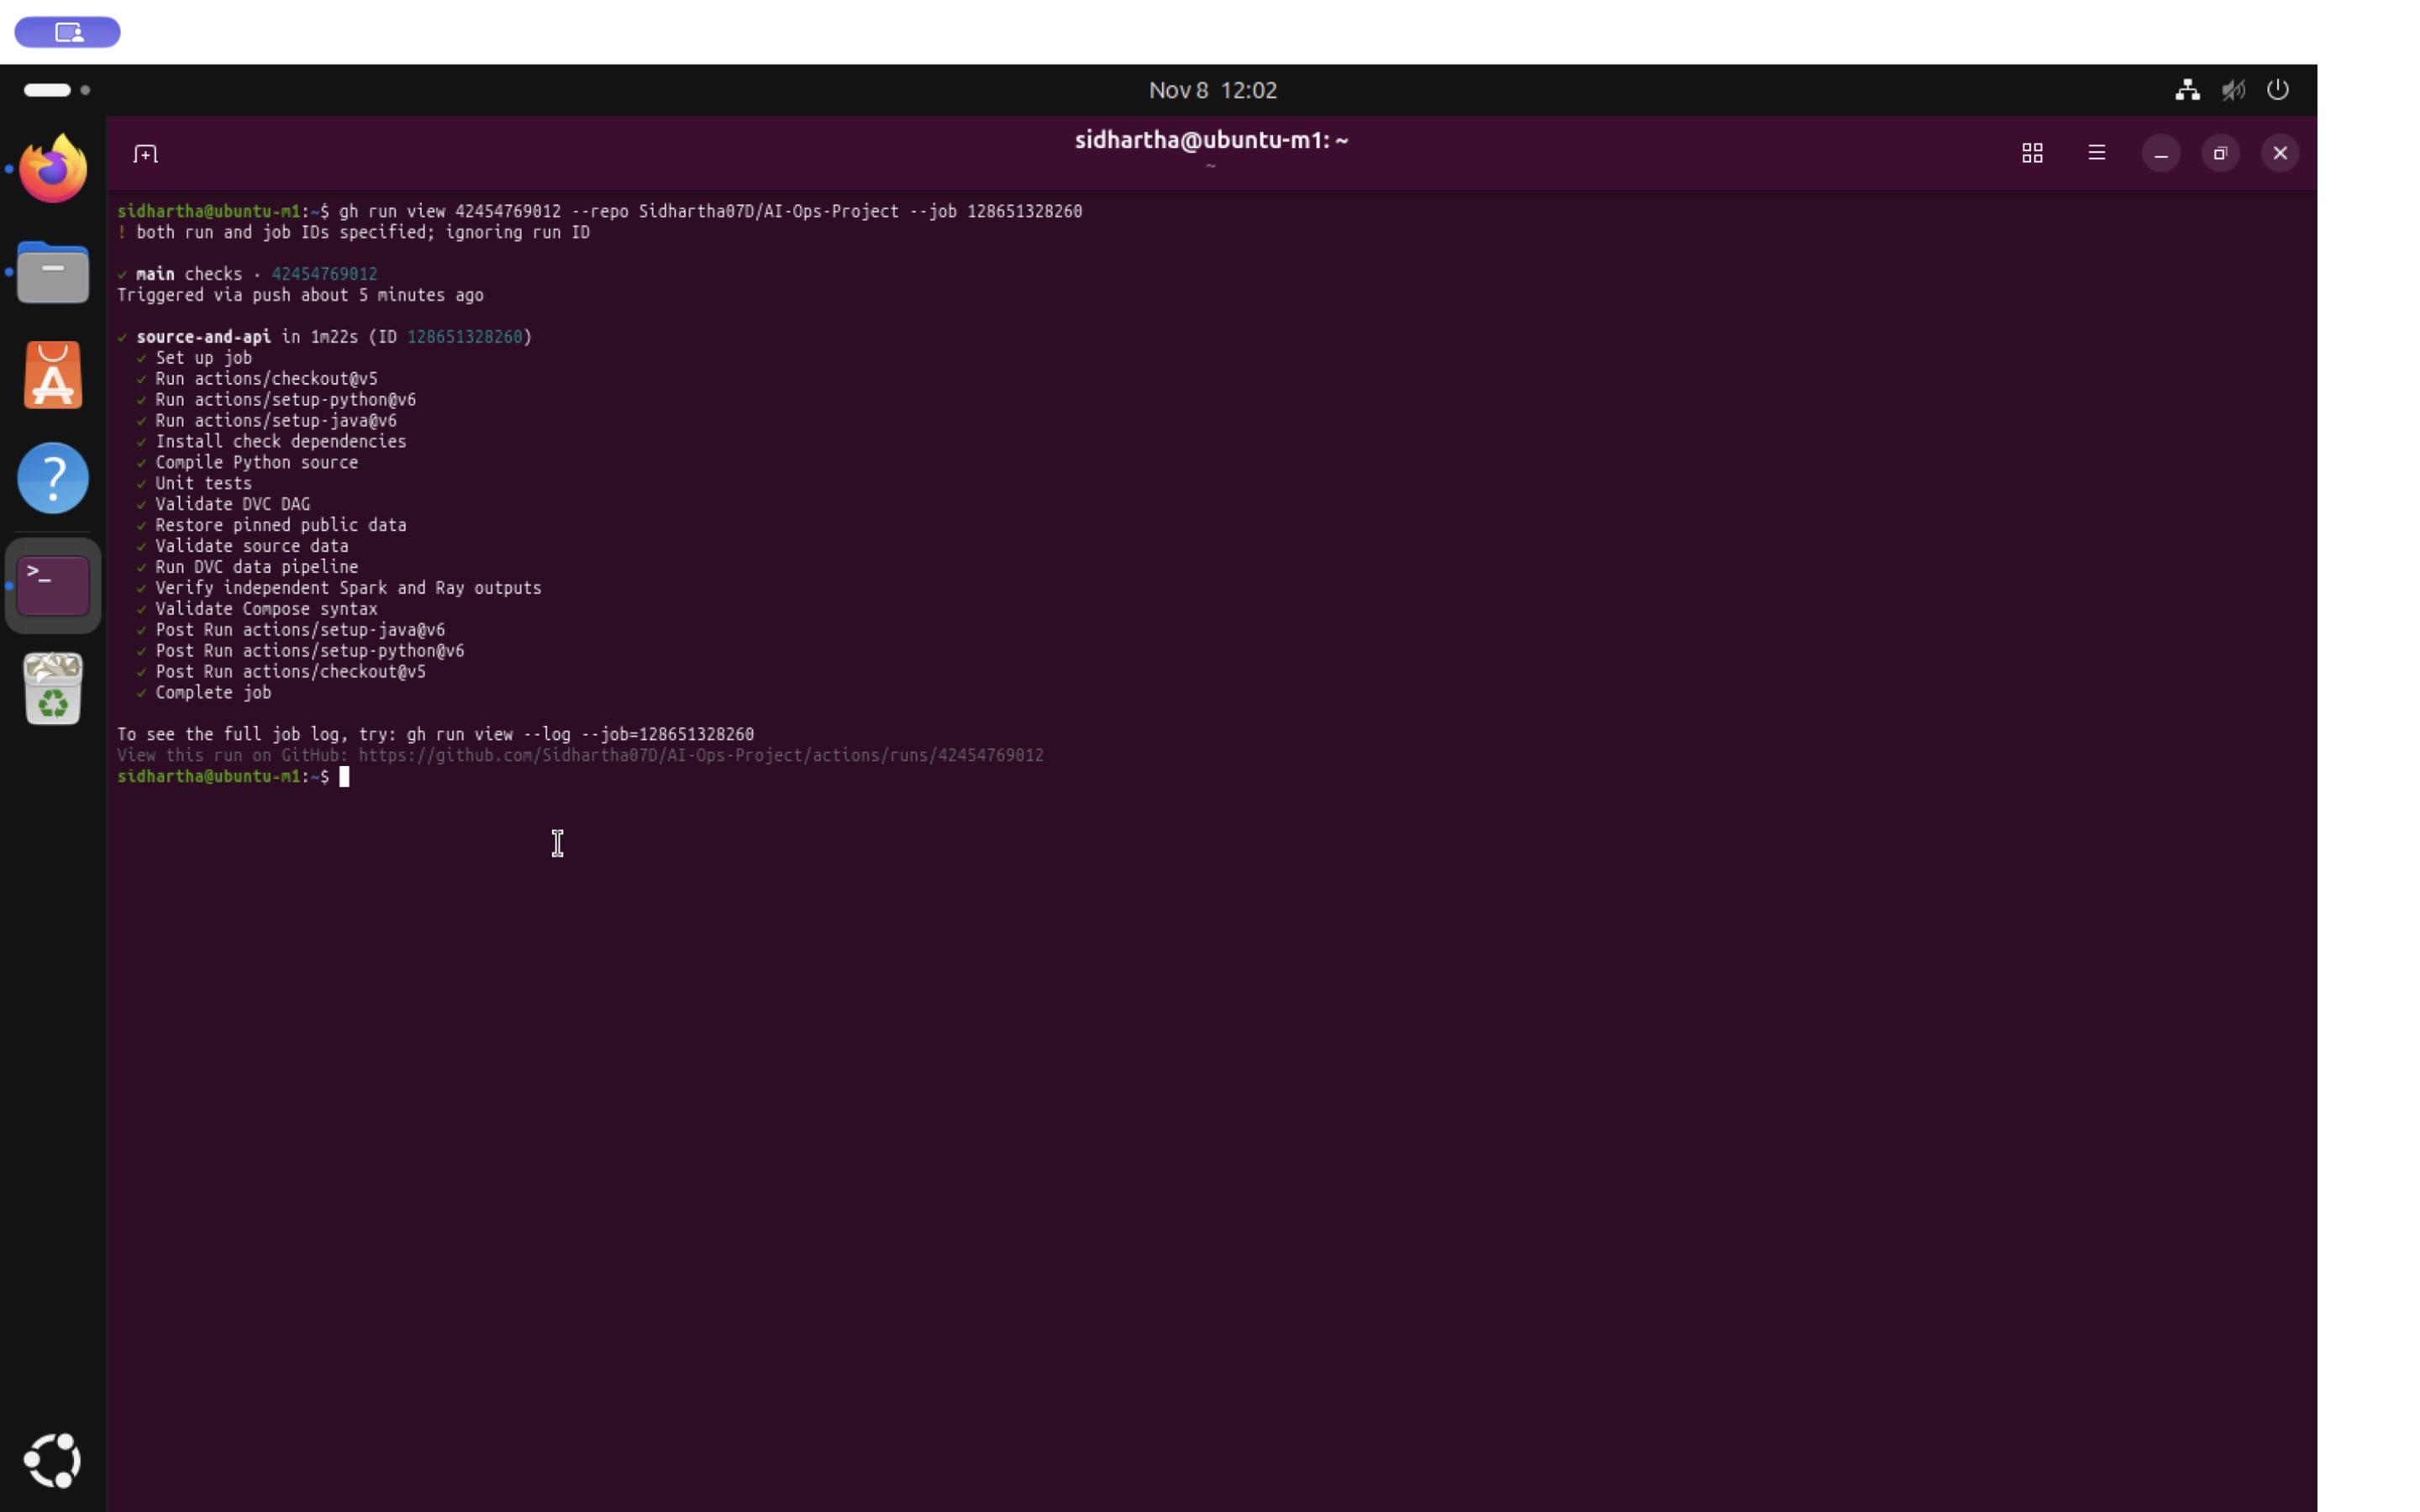 Nov 8 12:02
sidhartha@ubuntu-m1: ~
~
sidhartha@ubuntu-m1:~$ gh run view 42454769012 --repo Sidhartha07D/AI-Ops-Project --job 128651328260
! both run and job IDs specified; ignoring run ID
✓ main checks · 42454769012
Triggered via push about 5 minutes ago
✓ source-and-api in 1m22s (ID 128651328260)
✓ Set up job
✓ Run actions/checkout@v5
✓ Run actions/setup-python@v6
✓ Run actions/setup-java@v6
✓ Install check dependencies
✓ Compile Python source
✓ Unit tests
✓ Validate DVC DAG
✓ Restore pinned public data
✓ Validate source data
✓ Run DVC data pipeline
✓ Verify independent Spark and Ray outputs
✓ Validate Compose syntax
✓ Post Run actions/setup-java@v6
✓ Post Run actions/setup-python@v6
✓ Post Run actions/checkout@v5
✓ Complete job
To see the full job log, try: gh run view --log --job=128651328260
View this run on GitHub: https://github.com/Sidhartha07D/AI-Ops-Project/actions/runs/42454769012
sidhartha@ubuntu-m1:~$